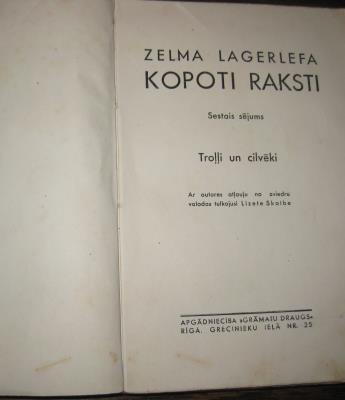 ZELMA LAGERLEFA
KOPOTI RAKSTI
Sestais sējums
Troļļi un cilvēki
Ar autores atļauju no zviedru
valodas tulkojusi Lizete Skalbe
APGĀDNIECĪBA »GRĀMATU DRAUGS«
RĪGĀ, GRĒCINIEKU IELĀ NR. 25